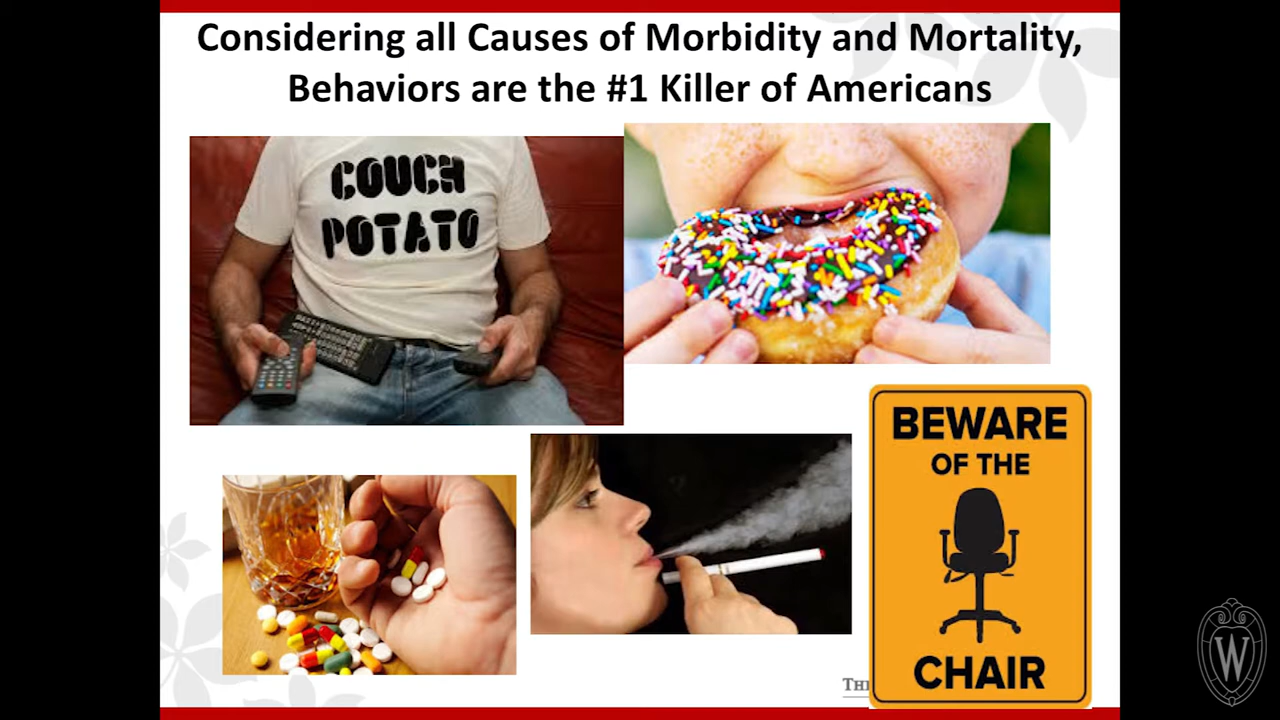 Considering all Causes of Morbidity and Mortality,
Behaviors are the #1 Killer of Americans
COUCH
POTATO
BEWARE
OF THE
CHAIR
W